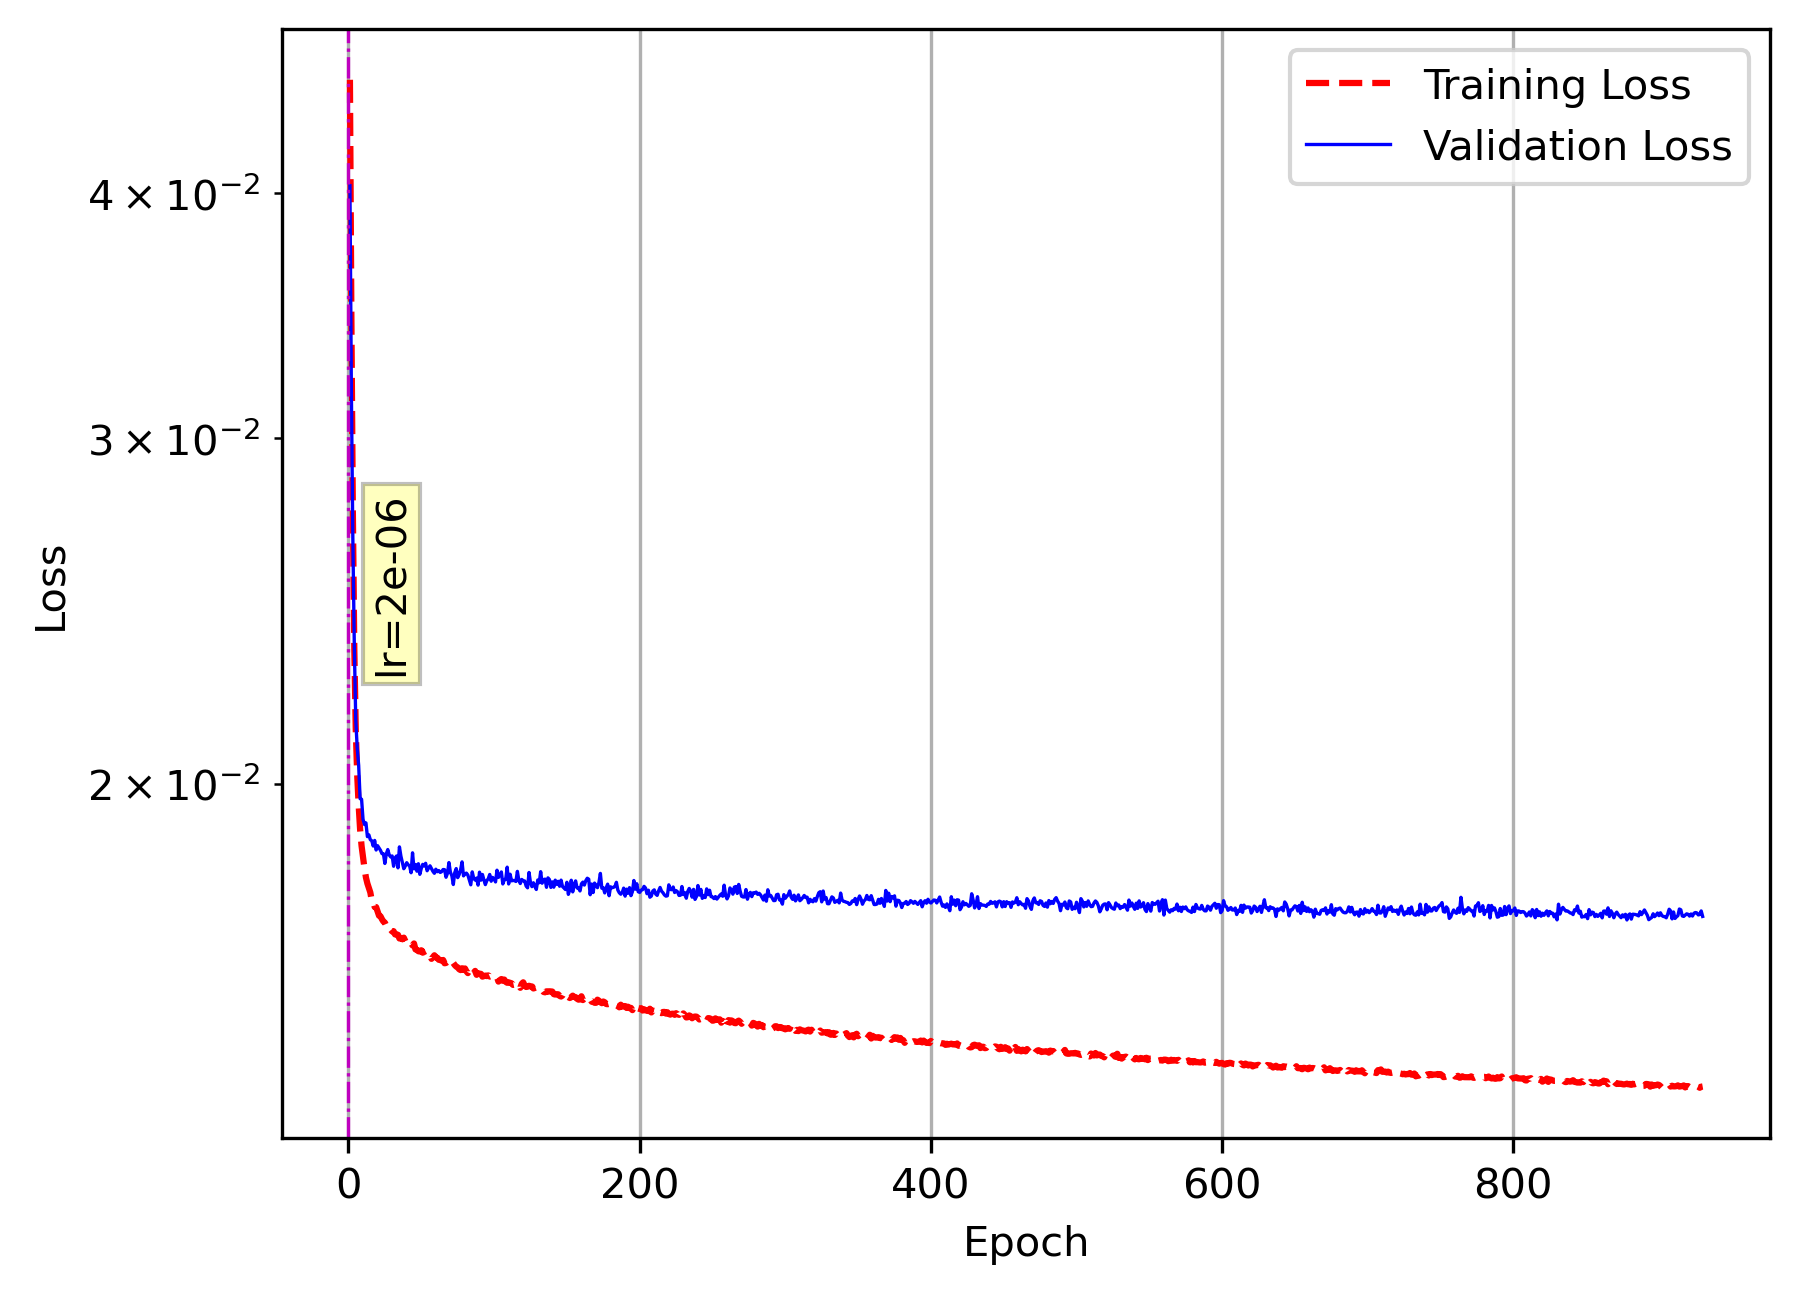 Training Loss
Validation Loss
4 × 10⁻²
3 × 10⁻²
2 × 10⁻²
Loss
lr=2e-06
0 200 400 600 800
Epoch